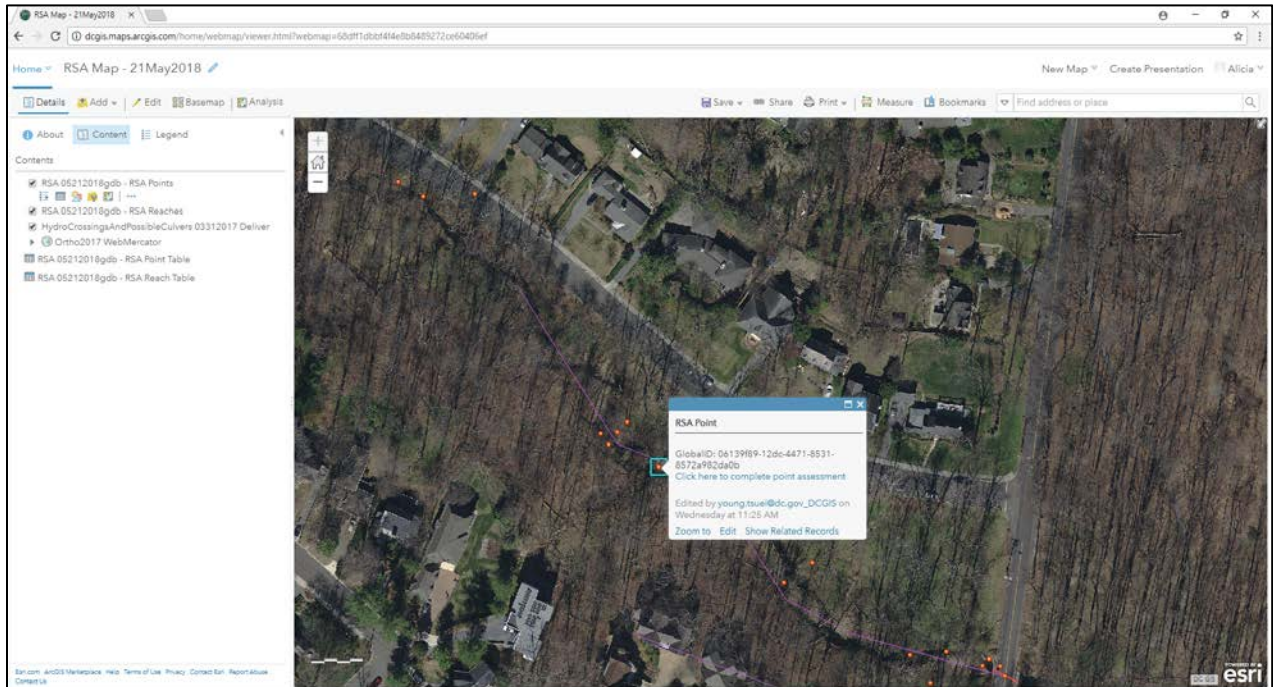 RSA Map - 21May2018
dcgis.maps.arcgis.com/home/webmap/viewer.html?webmap=
Home RSA Map - 21May2018 New Map Create Presentation Alicia
Details Add Edit Basemap Analysis Save Share Print Measure Bookmarks Find address or place
About Content Legend
Contents
RSA 05212018gdb - RSA Points
RSA 05212018gdb - RSA Reaches
HydroCrossingsAndPossibleCulvers 03312017 Deliver
Ortho2017 WebMercator
RSA 05212018gdb - RSA Point Table
RSA 05212018gdb - RSA Reach Table
RSA Point
GlobalID: 06139f89-12dc-4471-8531-
8572a982da0b
Click here to complete point assessment
Edited by young.tsuei@dc.gov_DCGIS on
Wednesday at 11:25 AM
Zoom to Edit Show Related Records
Esri.com ArcGIS Marketplace Help Terms of Use Privacy Contact Esri Report Abuse
Contact Us
POWERED BY
DCGIS esri